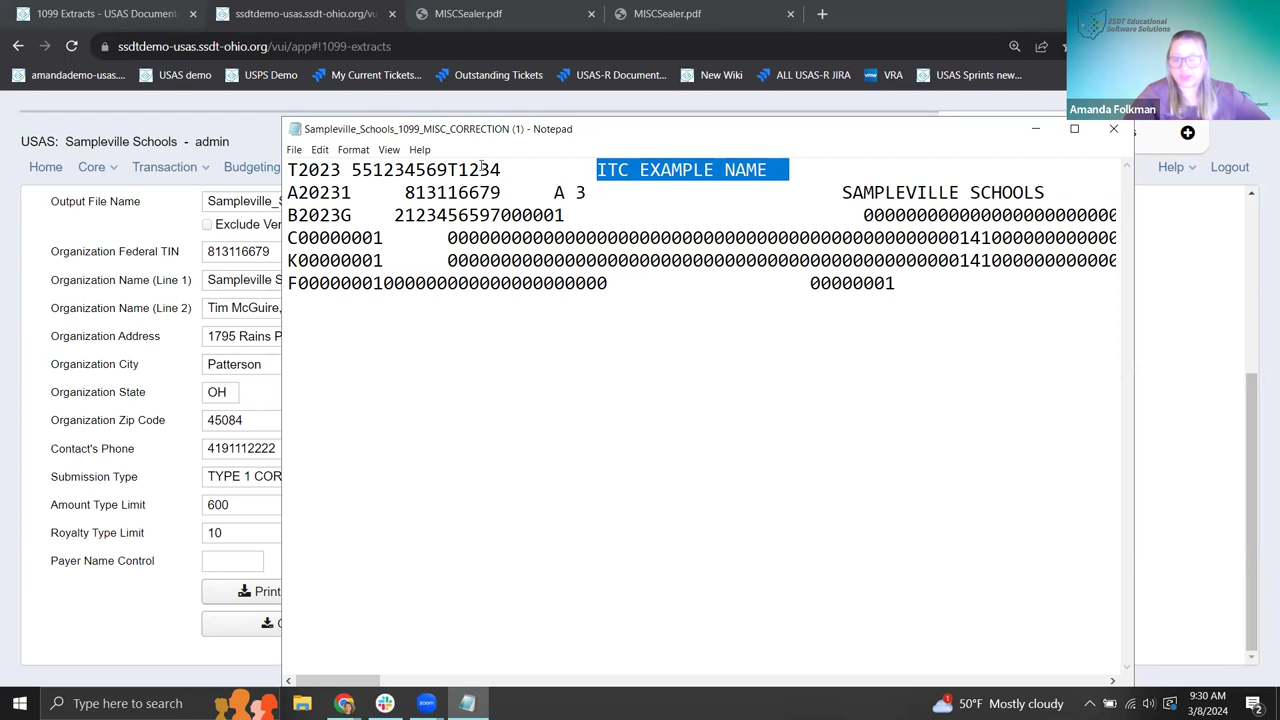 1099 Extracts - USAS Document
ssdtdemo-usas.ssdt-ohio.org/vu
MISCSealer.pdf
MISCSealer.pdf
ssdtdemo-usas.ssdt-ohio.org/vui/app#!1099-extracts
amandademo-usas...
USAS demo
USPS Demo
My Current Tickets...
Outstanding Tickets
USAS-R Document...
New Wiki
ALL USAS-R JIRA
VRA
USAS Sprints new...
SSDT Educational
Software Solutions
Amanda Folkman
USAS: Sampleville Schools - admin
Home
Core
Transaction
Budgeting
Help
Logout
Sampleville_Schools_1099_MISC_CORRECTION (1) - Notepad
File Edit Format View Help
T2023 551234569T1234 ITC EXAMPLE NAME
A20231 813116679 A 3 SAMPLEVILLE SCHOOLS
B2023G 2123456597000001 000000000000000000000000
C00000001 000000000000000000000000000000000000000000000000141000000000000
K00000001 000000000000000000000000000000000000000000000000141000000000000
F00000001000000000000000000000 00000001
Output File Name
Sampleville_S
Exclude Ver
Organization Federal TIN
813116679
Organization Name (Line 1)
Sampleville S
Organization Name (Line 2)
Tim McGuire,
Organization Address
1795 Rains P
Organization City
Patterson
Organization State
OH
Organization Zip Code
45084
Contact's Phone
4191112222
Submission Type
TYPE 1 COR
Amount Type Limit
600
Royalty Type Limit
10
Payer Name Control
Print
Type here to search
zoom
50°F Mostly cloudy
9:30 AM
3/8/2024
2